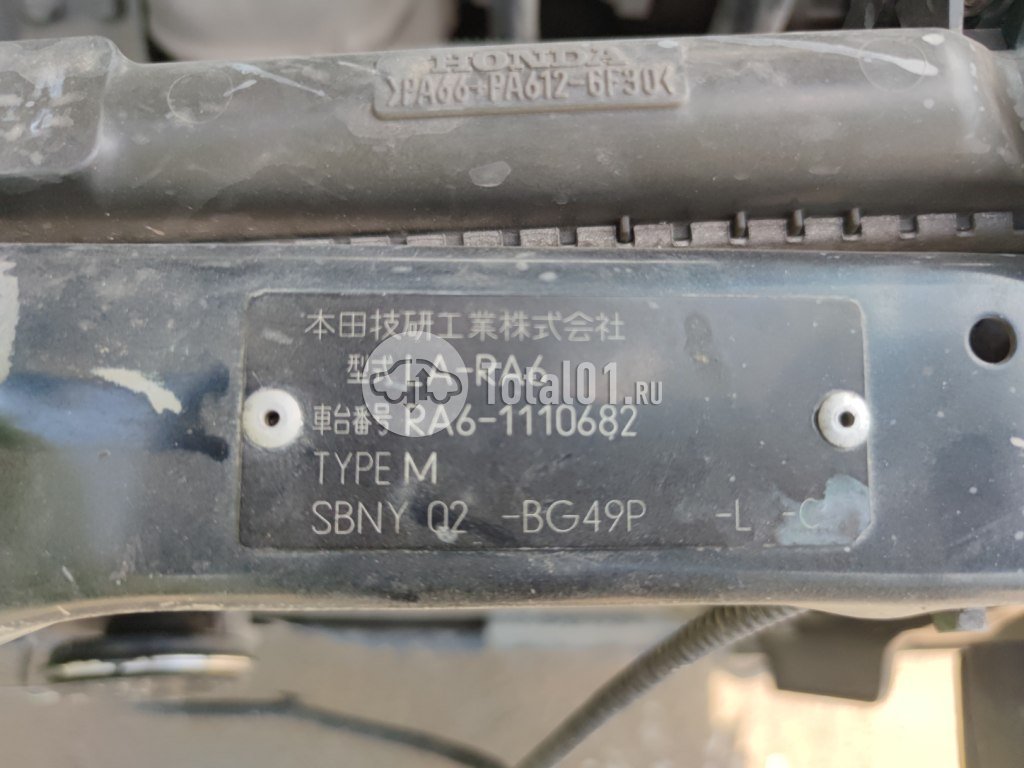 HONDA
>PA66+PA612-GF30<
本田技研工業株式会社
型式 LA-RA6
Total01.RU
車台番号 RA6-1110682
TYPE M
SBNY 02 -BG49P -L -C